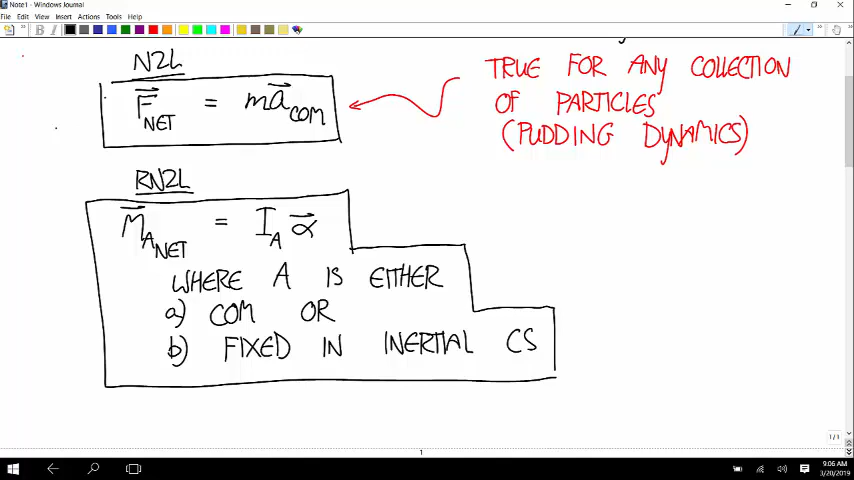 Note1 - Windows Journal
File Edit View Insert Actions Tools Help
B I
N2L
F NET = ma COM
TRUE FOR ANY COLLECTION
OF PARTICLES
(PUDDING DYNAMICS)
RN2L
M A NET = I A α
WHERE A IS EITHER
a) COM OR
b) FIXED IN INERTIAL CS
1/1
1
9:06 AM
3/20/2019